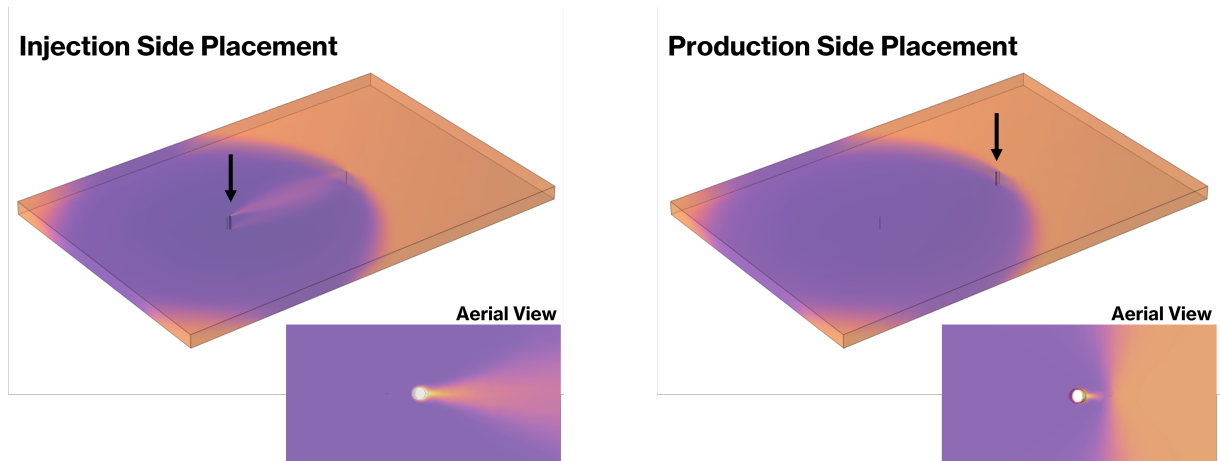 Injection Side Placement
Production Side Placement
Aerial View
Aerial View